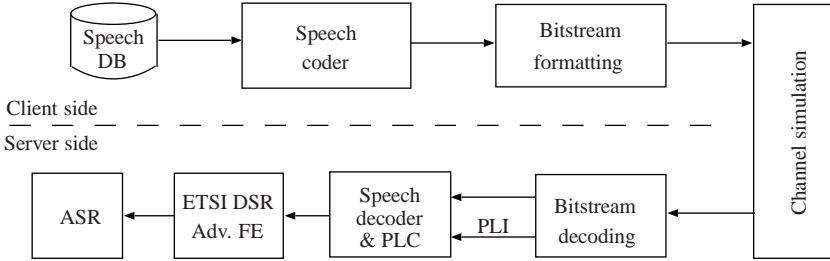 Speech
DB
Speech
coder
Bitstream
formatting
Channel simulation
Client side
Server side
ASR
ETSI DSR
Adv. FE
Speech
decoder
& PLC
PLI
Bitstream
decoding